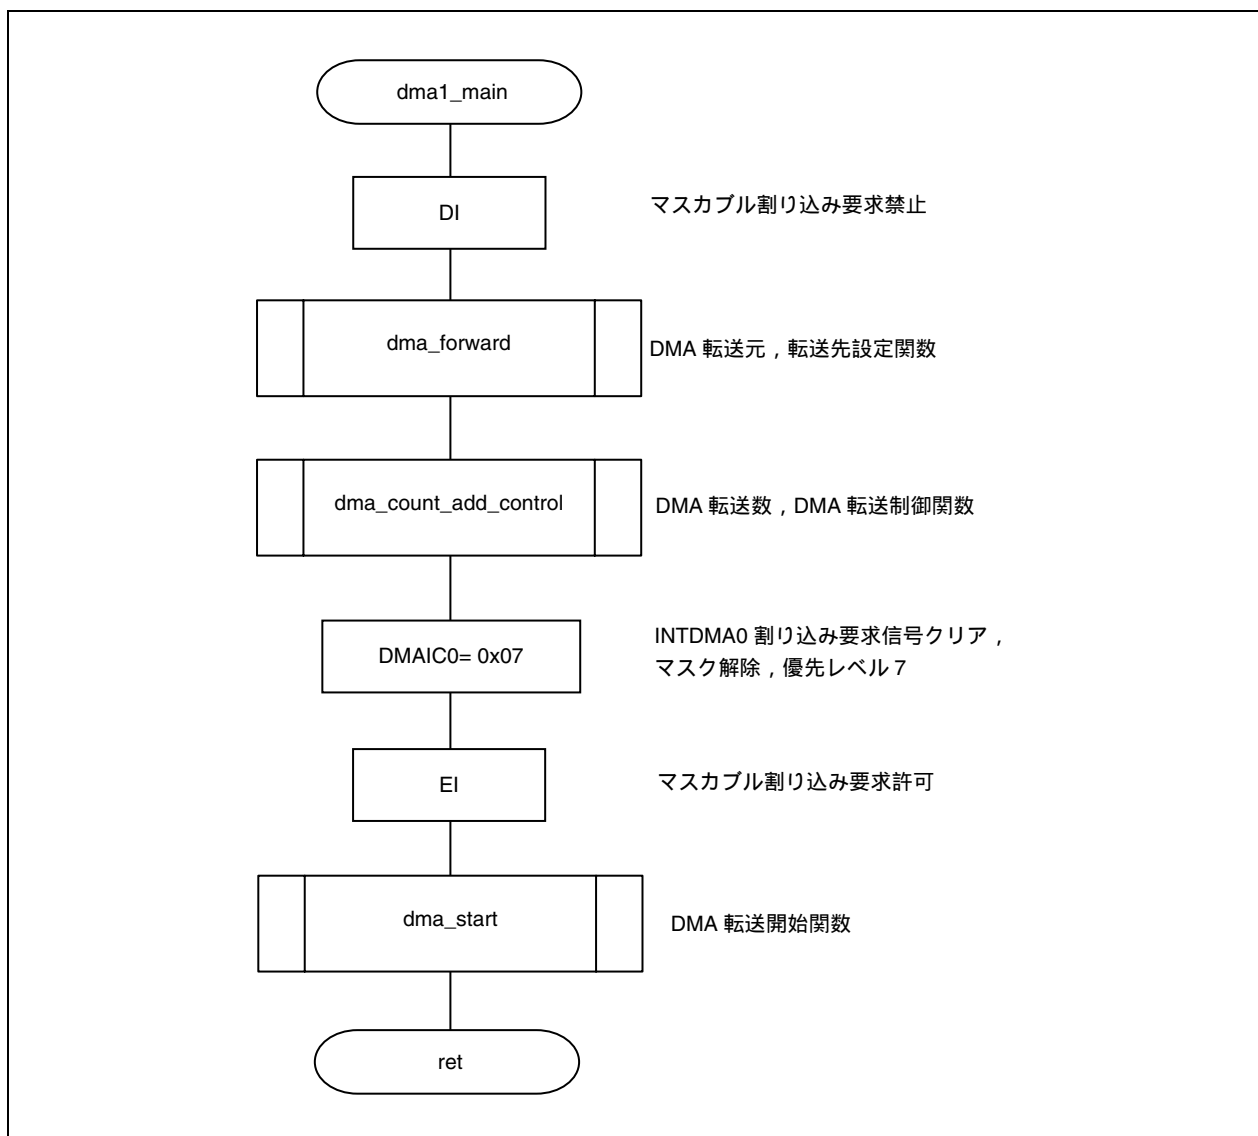 dma1_main
DI
マスカブル割り込み要求禁止
dma_forward
DMA 転送元，転送先設定関数
dma_count_add_control
DMA 転送数，DMA 転送制御関数
DMAIC0= 0x07
INTDMA0 割り込み要求信号クリア，
マスク解除，優先レベル 7
EI
マスカブル割り込み要求許可
dma_start
DMA 転送開始関数
ret